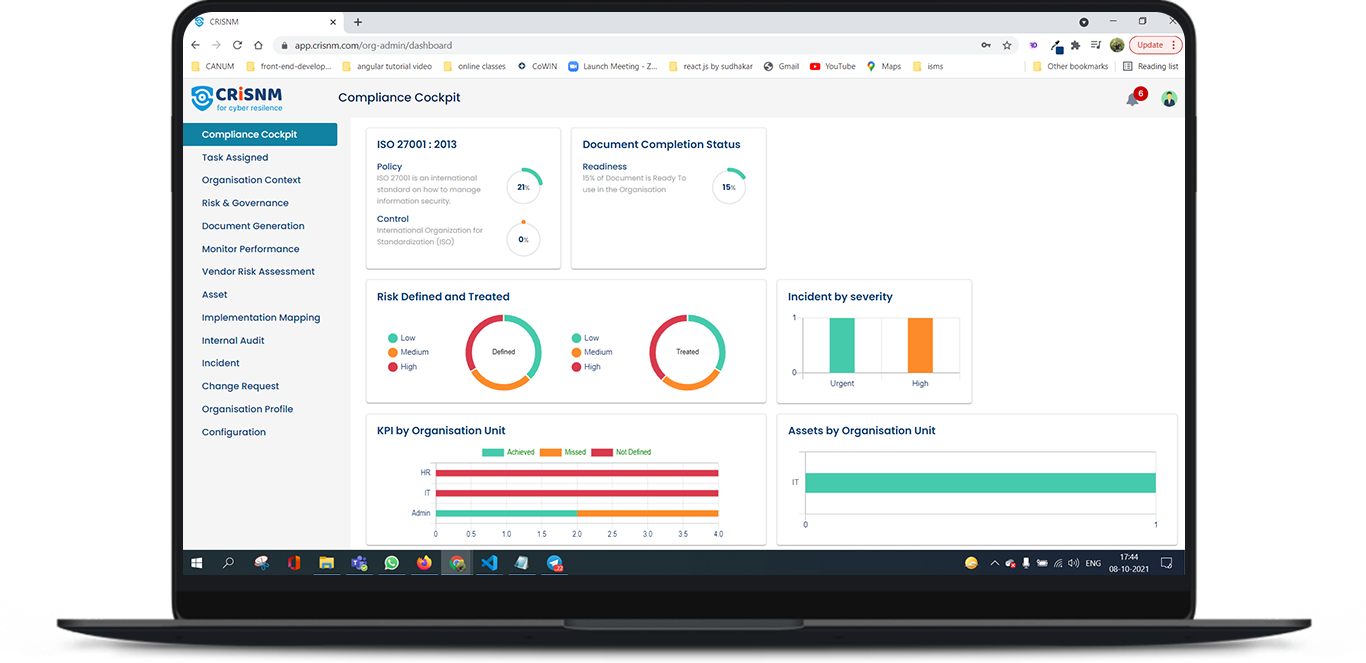 CRISNM
app.crisnm.com/org-admin/dashboard
Update
CANUM
front-end-develop...
angular tutorial video
online classes
CoWIN
Launch Meeting - Z...
react js by sudhakar
Gmail
YouTube
Maps
isms
Other bookmarks
Reading list
CRiSNM
for cyber resilence
Compliance Cockpit
6
Compliance Cockpit
Task Assigned
Organisation Context
Risk & Governance
Document Generation
Monitor Performance
Vendor Risk Assessment
Asset
Implementation Mapping
Internal Audit
Incident
Change Request
Organisation Profile
Configuration
ISO 27001 : 2013
Policy
ISO 27001 is an international
standard on how to manage
information security.
21%
Control
International Organization for
Standardization (ISO)
0%
Document Completion Status
Readiness
15% of Document is Ready To
use in the Organisation
15%
Risk Defined and Treated
Low
Medium
High
Defined
Low
Medium
High
Treated
Incident by severity
1
0
Urgent
High
KPI by Organisation Unit
Achieved
Missed
Not Defined
HR
IT
Admin
0
0.5
1.0
1.5
2.0
2.5
3.0
3.5
4.0
Assets by Organisation Unit
IT
0
1
ENG
17:44
08-10-2021